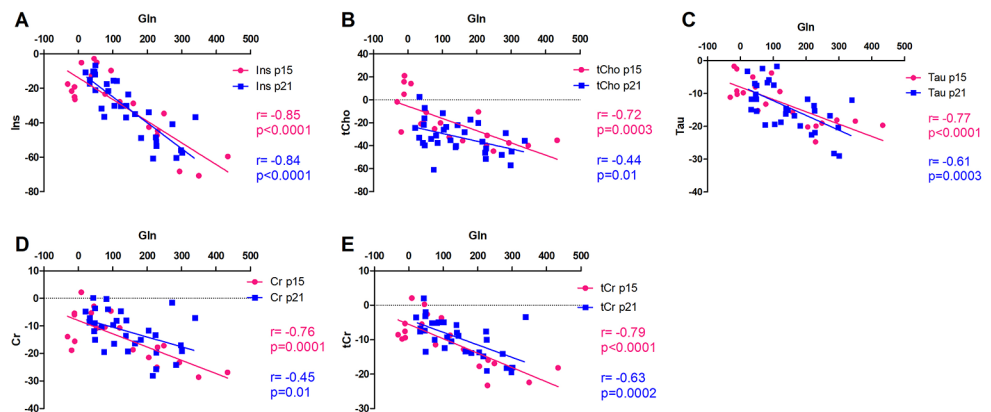 A
Gln
-100 0 100 200 300 400 500
0
-20
-40
-60
-80
Ins
Ins p15
Ins p21
r= -0.85
p<0.0001
r= -0.84
p<0.0001
B
Gln
-100 0 100 200 300 400 500
40
20
0
-20
-40
-60
-80
tCho
tCho p15
tCho p21
r= -0.72
p=0.0003
r= -0.44
p=0.01
C
Gln
-100 0 100 200 300 400 500
0
-10
-20
-30
-40
Tau
Tau p15
Tau p21
r= -0.77
p<0.0001
r= -0.61
p=0.0003
D
Gln
-100 0 100 200 300 400 500
10
0
-10
-20
-30
-40
Cr
Cr p15
Cr p21
r= -0.76
p=0.0001
r= -0.45
p=0.01
E
Gln
-100 0 100 200 300 400 500
10
0
-10
-20
-30
tCr
tCr p15
tCr p21
r= -0.79
p<0.0001
r= -0.63
p=0.0002